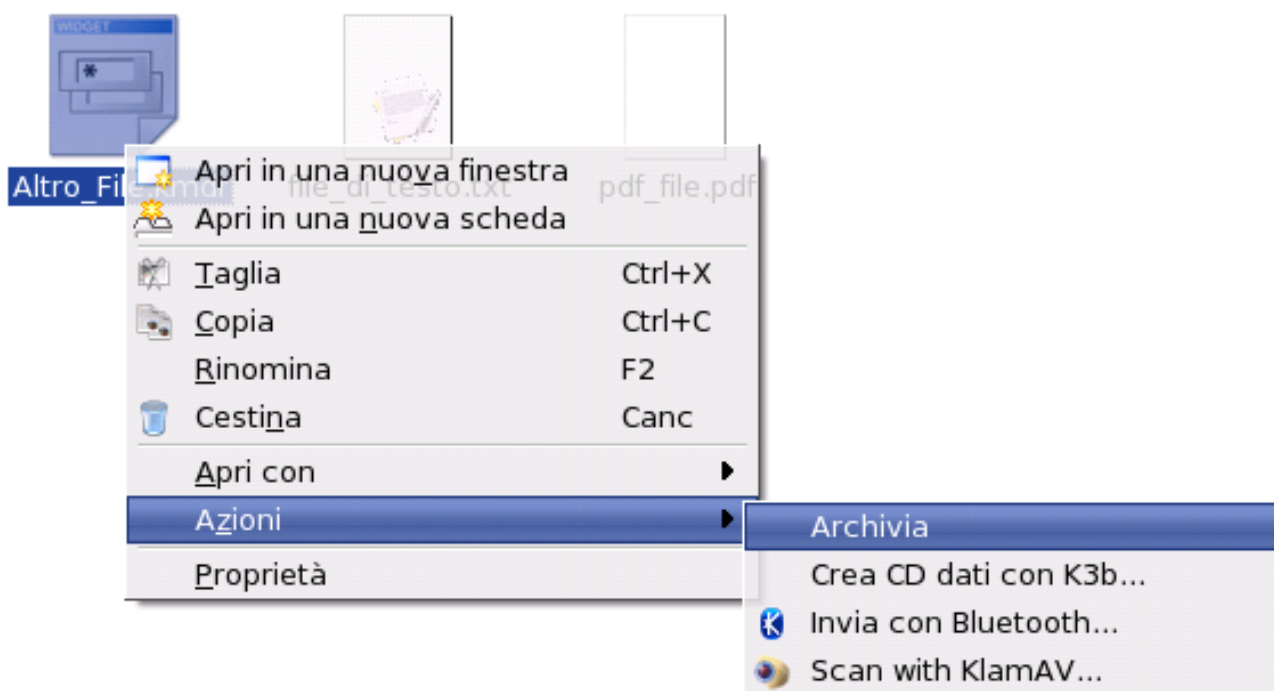 WIDGET
Altro_File.kmdr
file_di_testo.txt
pdf_file.pdf
Apri in una nuova finestra
Apri in una nuova scheda
Taglia Ctrl+X
Copia Ctrl+C
Rinomina F2
Cestina Canc
Apri con
Azioni
Proprietà
Archivia
Crea CD dati con K3b...
Invia con Bluetooth...
Scan with KlamAV...